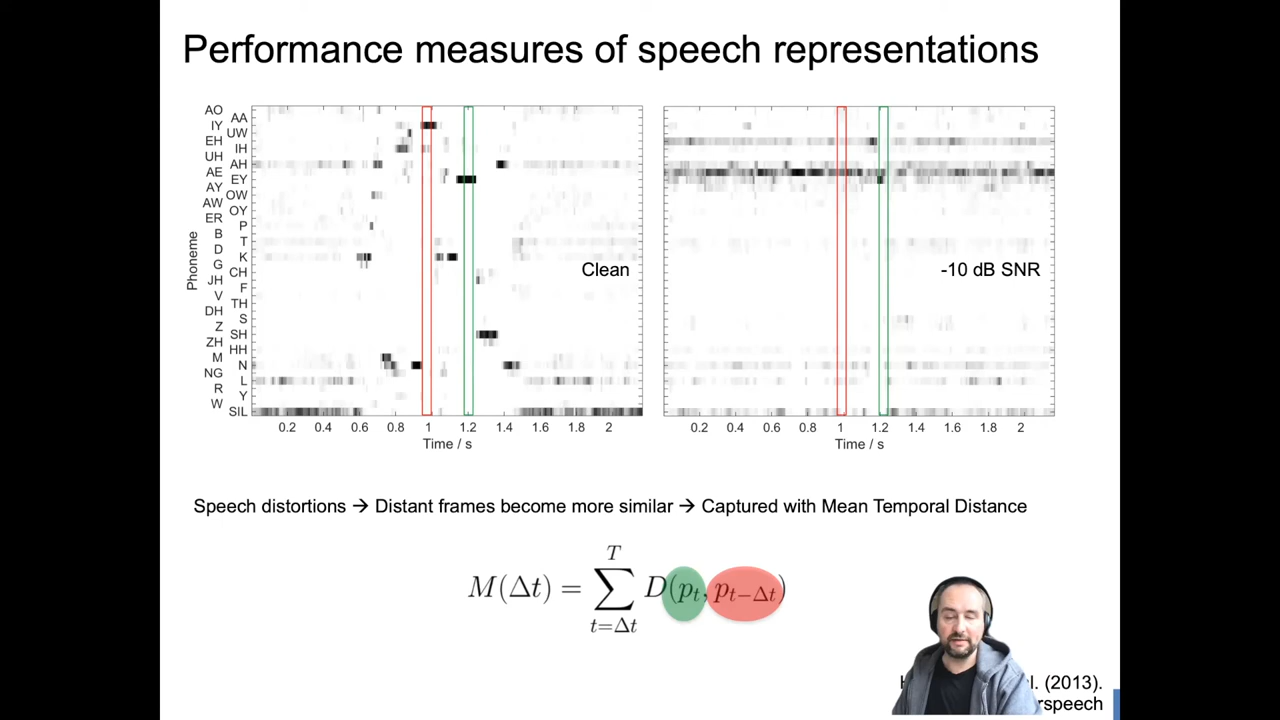 Performance measures of speech representations
Phoneme
AO
AA
IY
UW
EH
IH
UH
AH
AE
EY
AY
OW
AW
OY
ER
P
B
T
D
K
G
CH
JH
F
V
TH
DH
S
Z
SH
ZH
HH
M
N
NG
L
R
Y
W
SIL
Clean
0.2 0.4 0.6 0.8 1 1.2 1.4 1.6 1.8 2
Time / s
-10 dB SNR
0.2 0.4 0.6 0.8 1 1.2 1.4 1.6 1.8 2
Time / s
Speech distortions → Distant frames become more similar → Captured with Mean Temporal Distance
M(Δt) = ∑_{t=Δt}^{T} D(p_t, p_{t−Δt})
(2013).